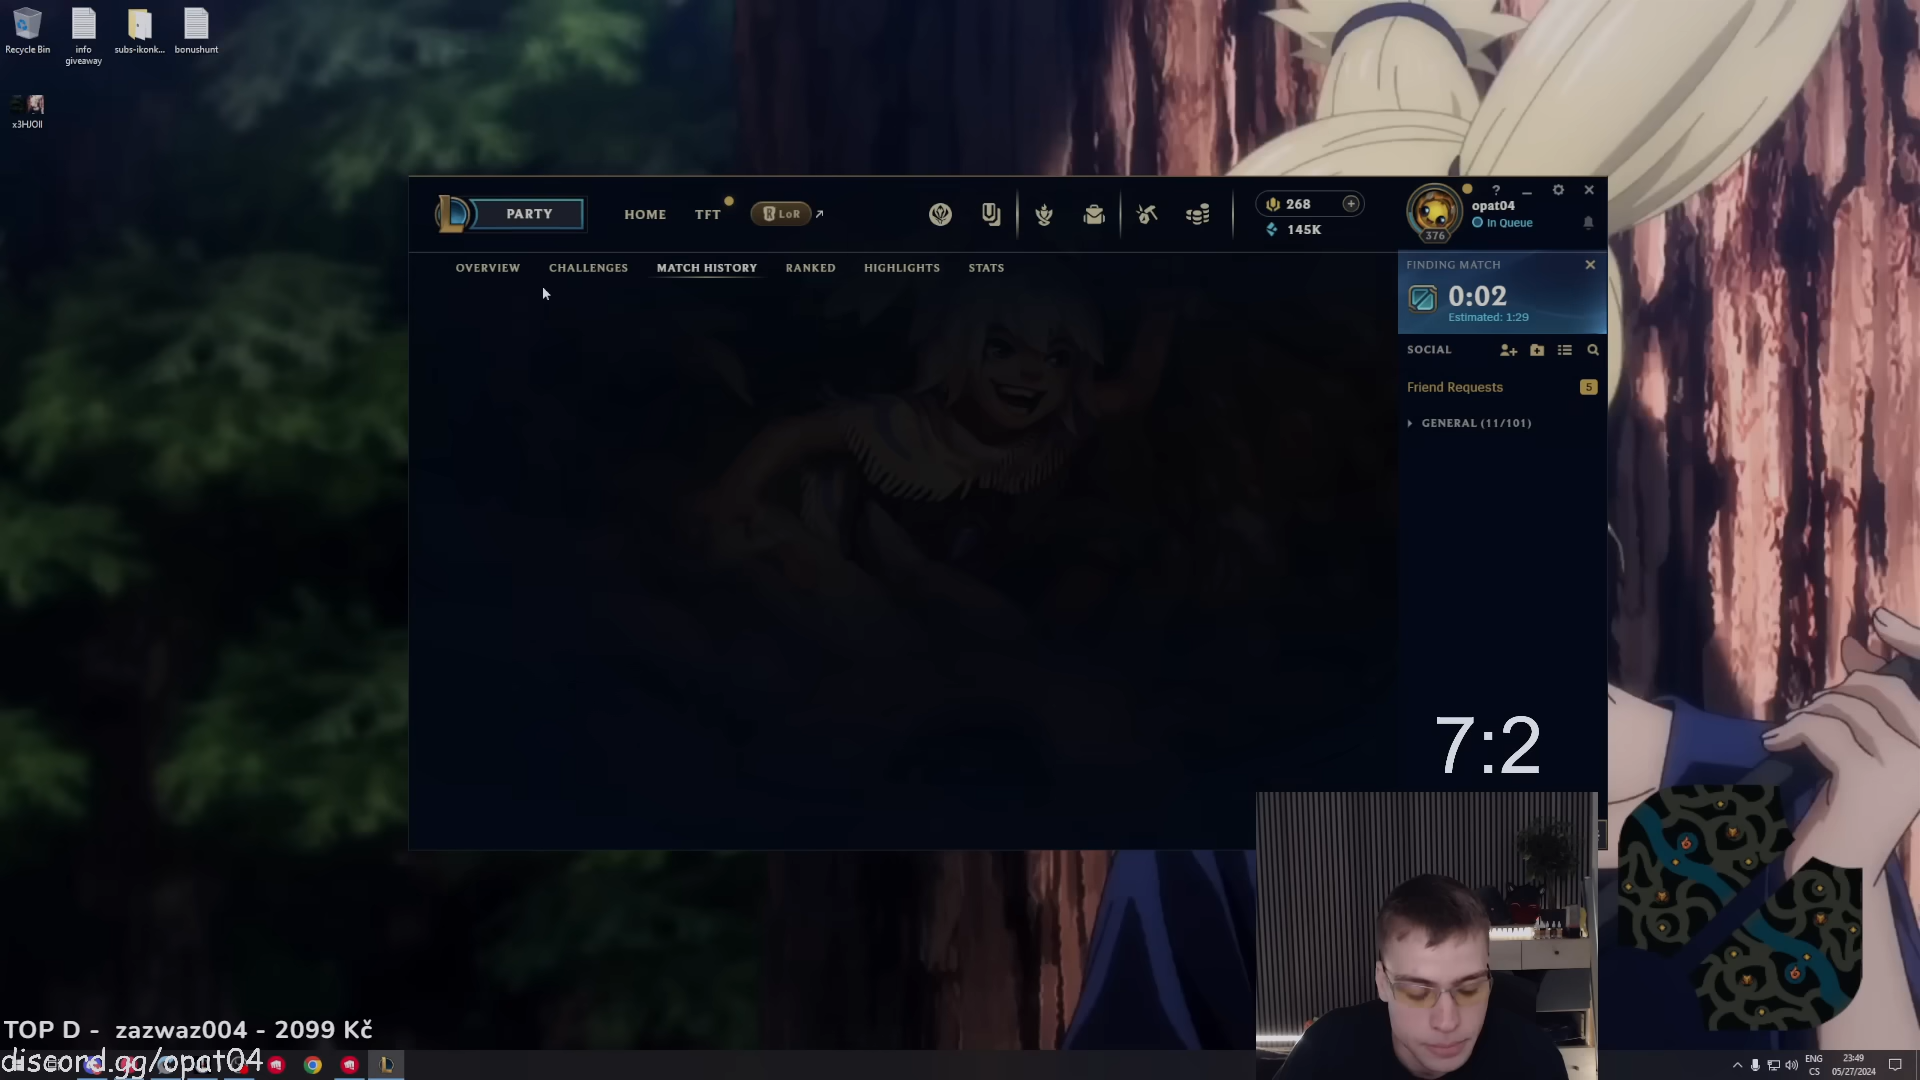 Recycle Bin
info giveaway
subs-ikonk...
bonushunt
x3HJOll
PARTY
HOME
TFT
LoR
268
145K
376
opat04
In Queue
OVERVIEW
CHALLENGES
MATCH HISTORY
RANKED
HIGHLIGHTS
STATS
FINDING MATCH
0:02
Estimated: 1:29
SOCIAL
Friend Requests
5
GENERAL (11/101)
7:2
TOP D - zazwaz004 - 2099 Kč
discord.gg/opat04
ENG
CS
23:49
05/27/2024